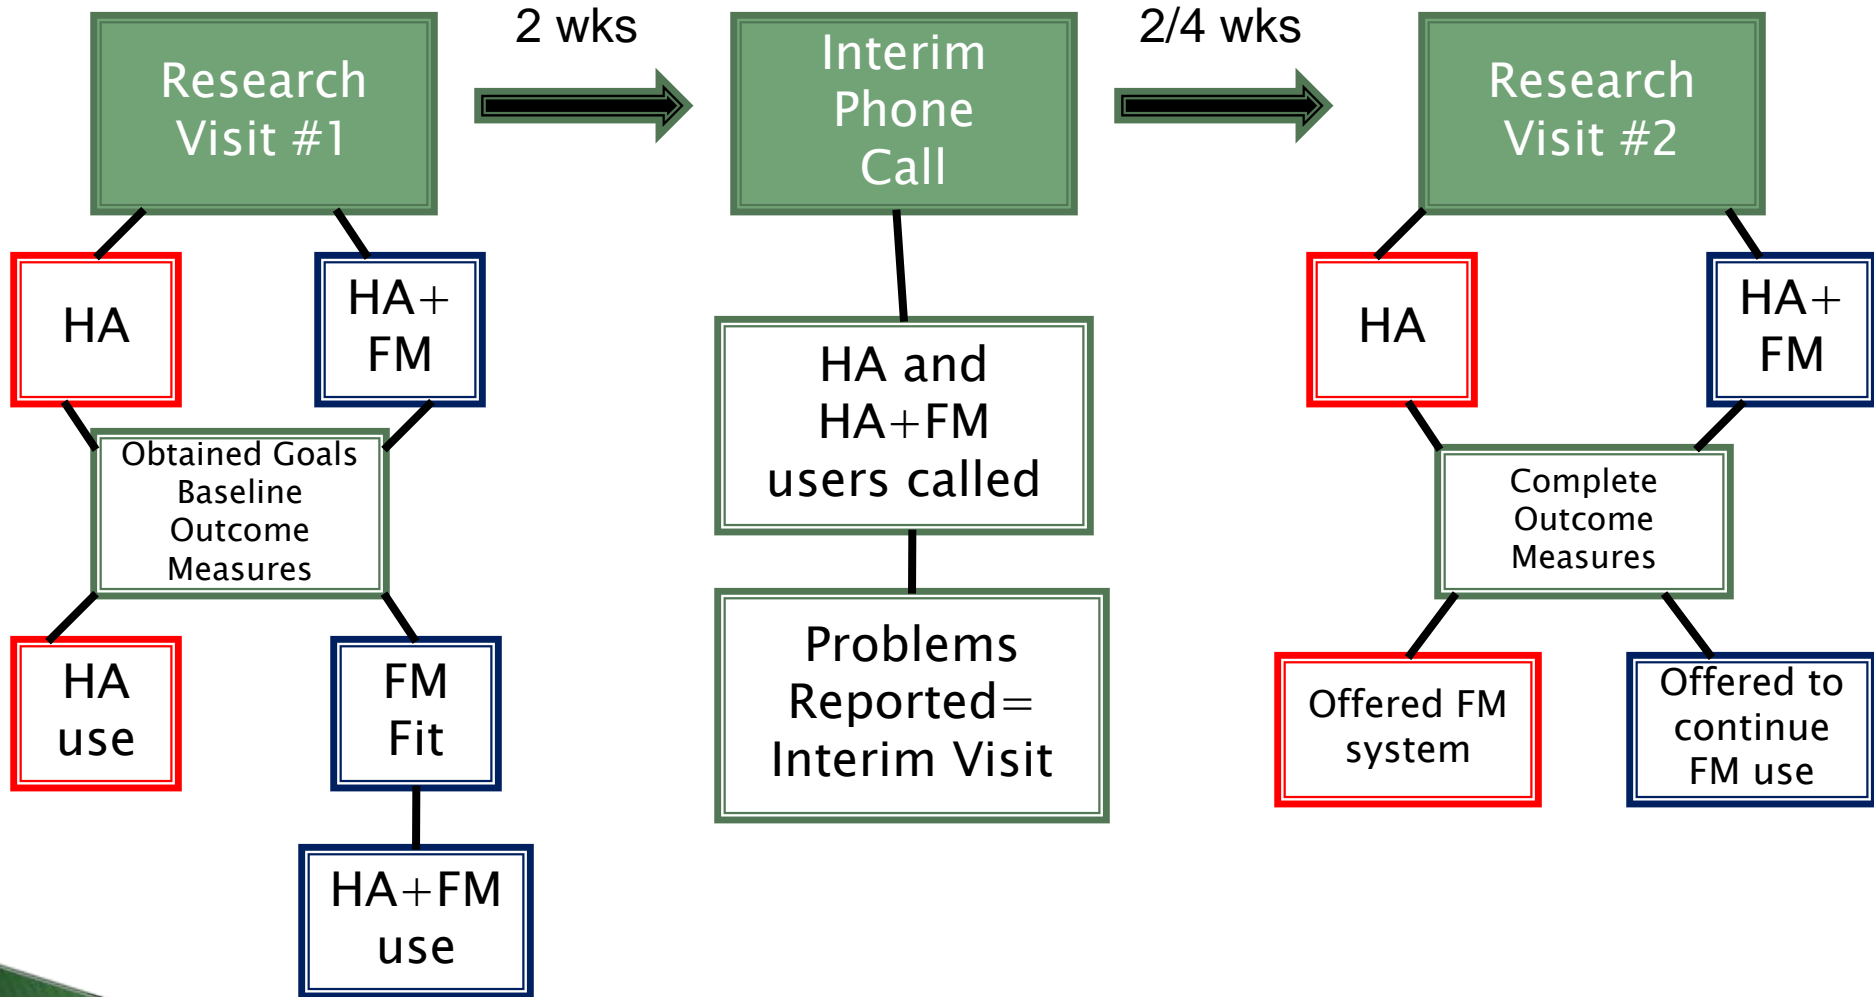 Research
Visit #1
2 wks
Interim
Phone
Call
2/4 wks
Research
Visit #2
HA
HA+
FM
Obtained Goals
Baseline
Outcome
Measures
HA
use
FM
Fit
HA+FM
use
HA and
HA+FM
users called
Problems
Reported=
Interim Visit
HA
HA+
FM
Complete
Outcome
Measures
Offered FM
system
Offered to
continue
FM use